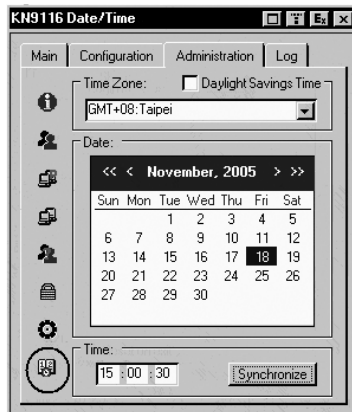 KN9116 Date/Time
Main Configuration Administration Log
Time Zone: Daylight Savings Time
GMT+08:Taipei
Date:
<< < November, 2005 > >>
Sun Mon Tue Wed Thu Fri Sat
1 2 3 4 5
6 7 8 9 10 11 12
13 14 15 16 17 18 19
20 21 22 23 24 25 26
27 28 29 30
Time:
15 :00 :30 Synchronize